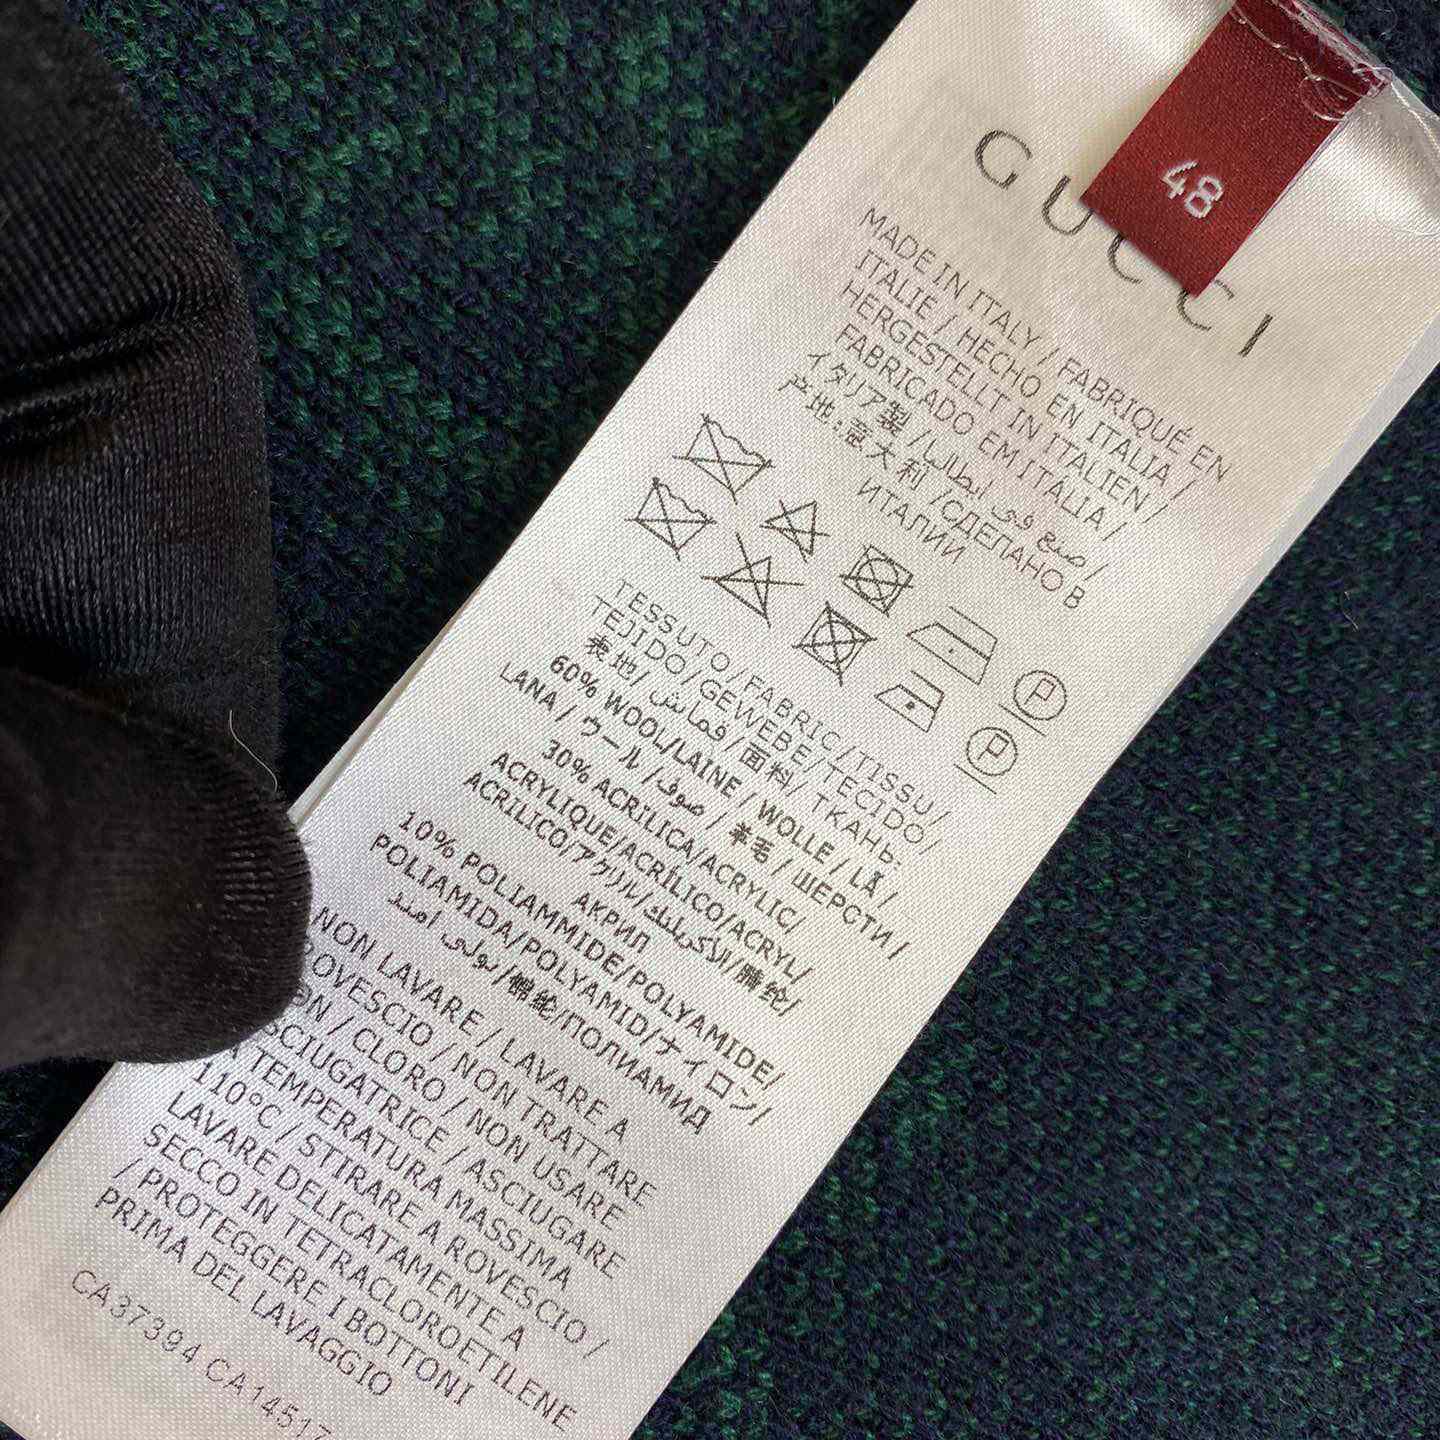 48
GUCCI
MADE IN ITALY / FABRIQUÉ EN
ITALIE / HECHO EN ITALIA /
HERGESTELLT IN ITALIEN /
FABRICADO EM ITALIA /
イタリア製 / صنع في ايطاليا /
产地:意大利 /СДЕЛАНО В
ИТАЛИИ
P
P
TESSUTO/FABRIC/TISSU/
TEJIDO/GEWEBE/TECIDO/
表地/ قماش /面料/ ТКАНЬ:
60% WOOL/LAINE / WOLLE / LÃ /
LANA / ウール / صوف / 羊毛 / ШЕРСТИ /
30% ACRILICA/ACRYLIC/
ACRYLIQUE/ACRÍLICO/ACRYL/
ACRILICO/アクリル/الاكريليك/腈纶/
АКРИЛ
10% POLIAMMIDE/POLYAMIDE/
POLIAMIDA/POLYAMID/ナイロン/
بولي اميد/锦纶/ПОЛИАМИД
NON LAVARE / LAVARE A
ROVESCIO / NON TRATTARE
/ CLORO / NON USARE
ASCIUGATRICE / ASCIUGARE
A TEMPERATURA MASSIMA
110°C / STIRARE A ROVESCIO /
LAVARE DELICATAMENTE A
SECCO IN TETRACLOROETILENE
/ PROTEGGERE I BOTTONI
PRIMA DEL LAVAGGIO
CA37394 CA14517